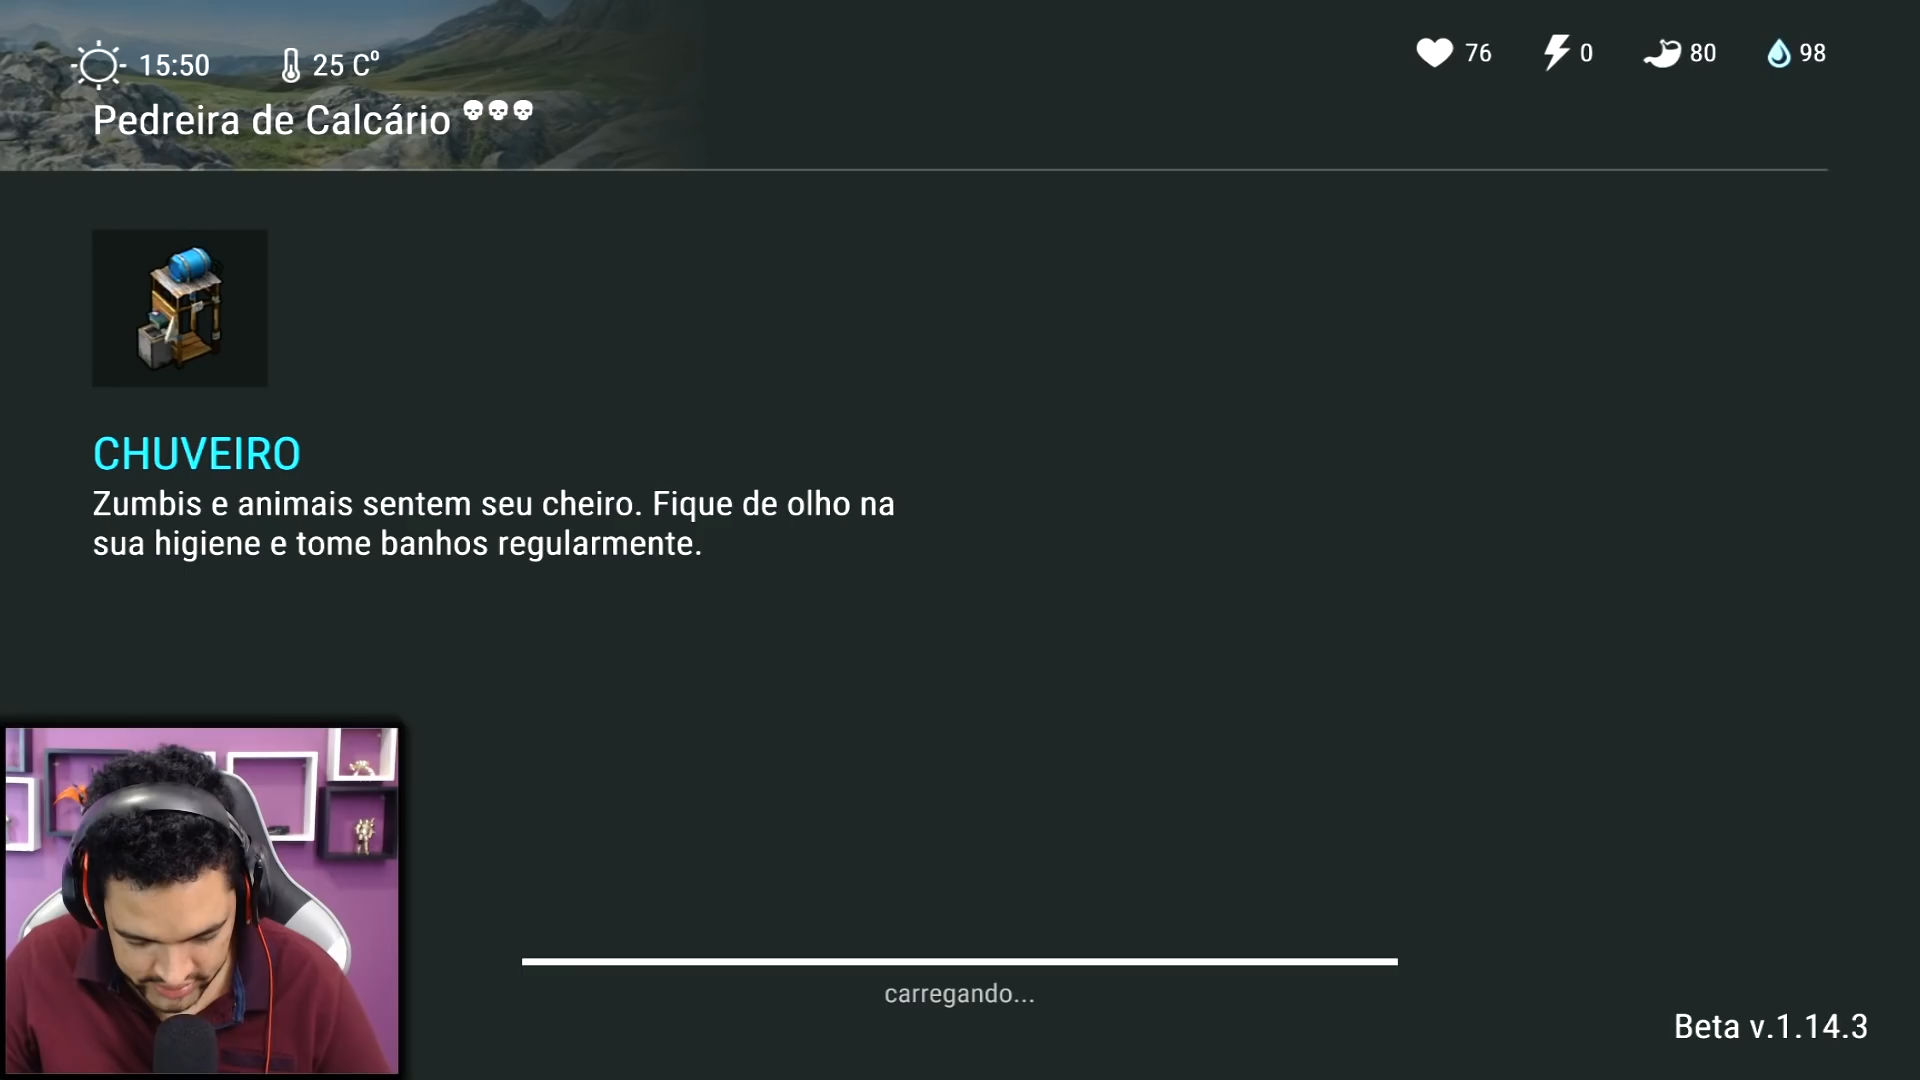 15:50
25 Cº
76
0
80
98
Pedreira de Calcário
CHUVEIRO
Zumbis e animais sentem seu cheiro. Fique de olho na
sua higiene e tome banhos regularmente.
carregando...
Beta v.1.14.3